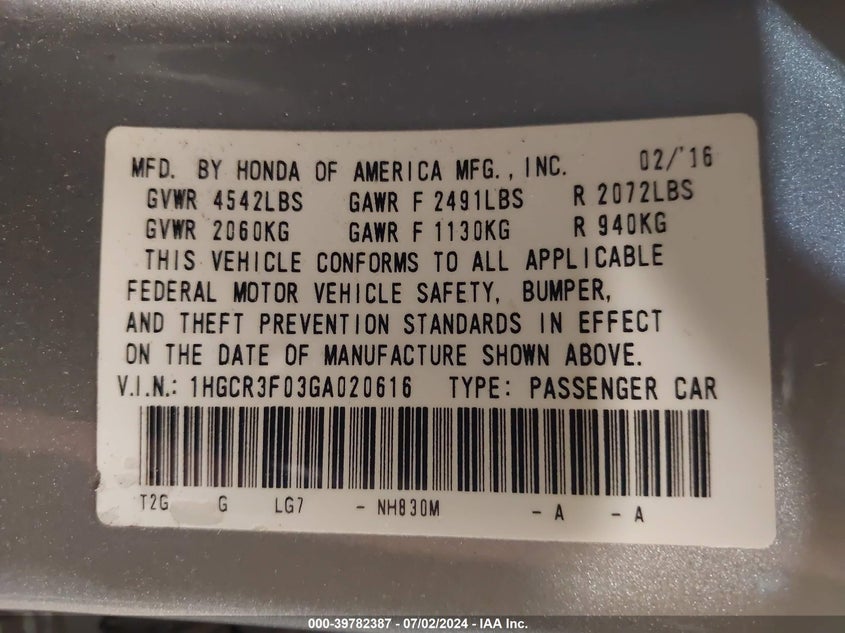 MFD. BY HONDA OF AMERICA MFG., INC. 02/'16
GVWR 4542LBS GAWR F 2491LBS R 2072LBS
GVWR 2060KG GAWR F 1130KG R 940KG
THIS VEHICLE CONFORMS TO ALL APPLICABLE
FEDERAL MOTOR VEHICLE SAFETY, BUMPER,
AND THEFT PREVENTION STANDARDS IN EFFECT
ON THE DATE OF MANUFACTURE SHOWN ABOVE.
V.I.N.: 1HGCR3F03GA020616 TYPE: PASSENGER CAR
T2G G LG7 - NH830M - A - A
000-39782387 - 07/02/2024 - IAA Inc.